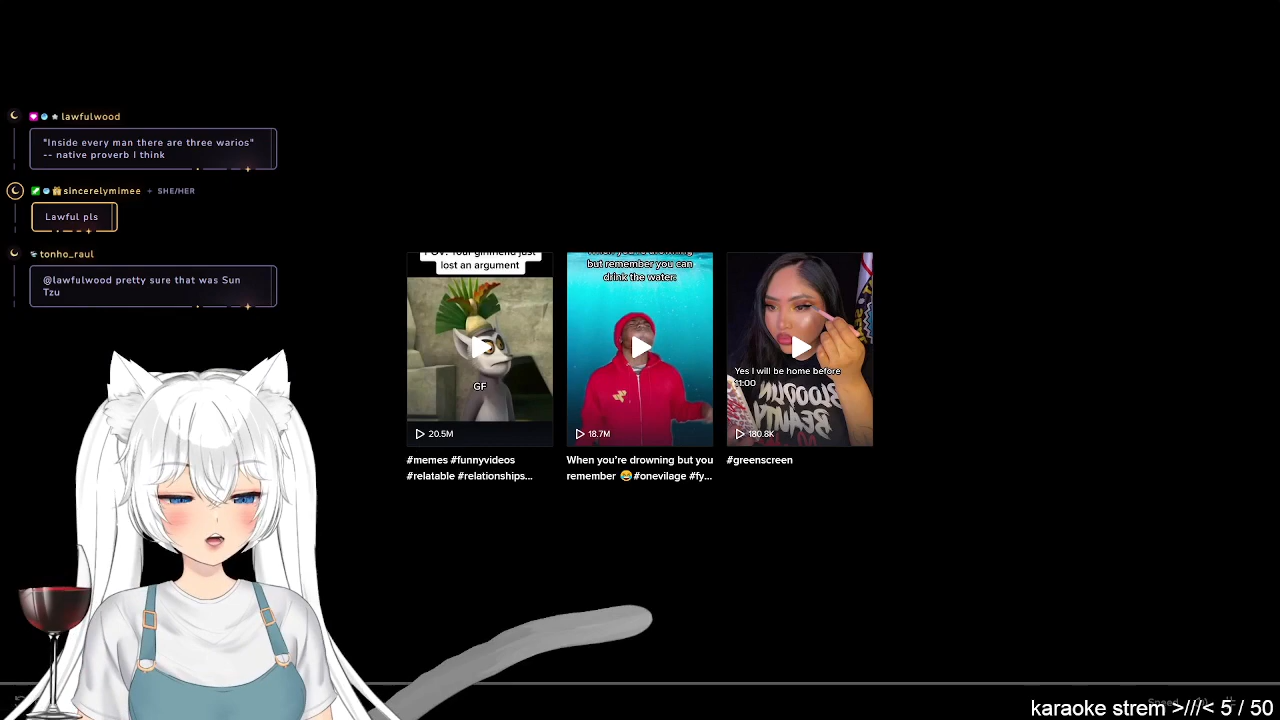 lawfulwood
"Inside every man there are three warios"
-- native proverb I think
sincerelymimee + SHE/HER
Lawful pls
tonho_raul
@lawfulwood pretty sure that was Sun
Tzu
lost an argument
GF
20.5M
#memes #funnyvideos
#relatable #relationships...
but remember you can
drink the water.
18.7M
When you're drowning but you
remember 😂#onevilage #fy...
Yes I will be home before
11:00
BLOODLIN
BEAUTY
180.8K
#greenscreen
karaoke strem >///< 5 / 50